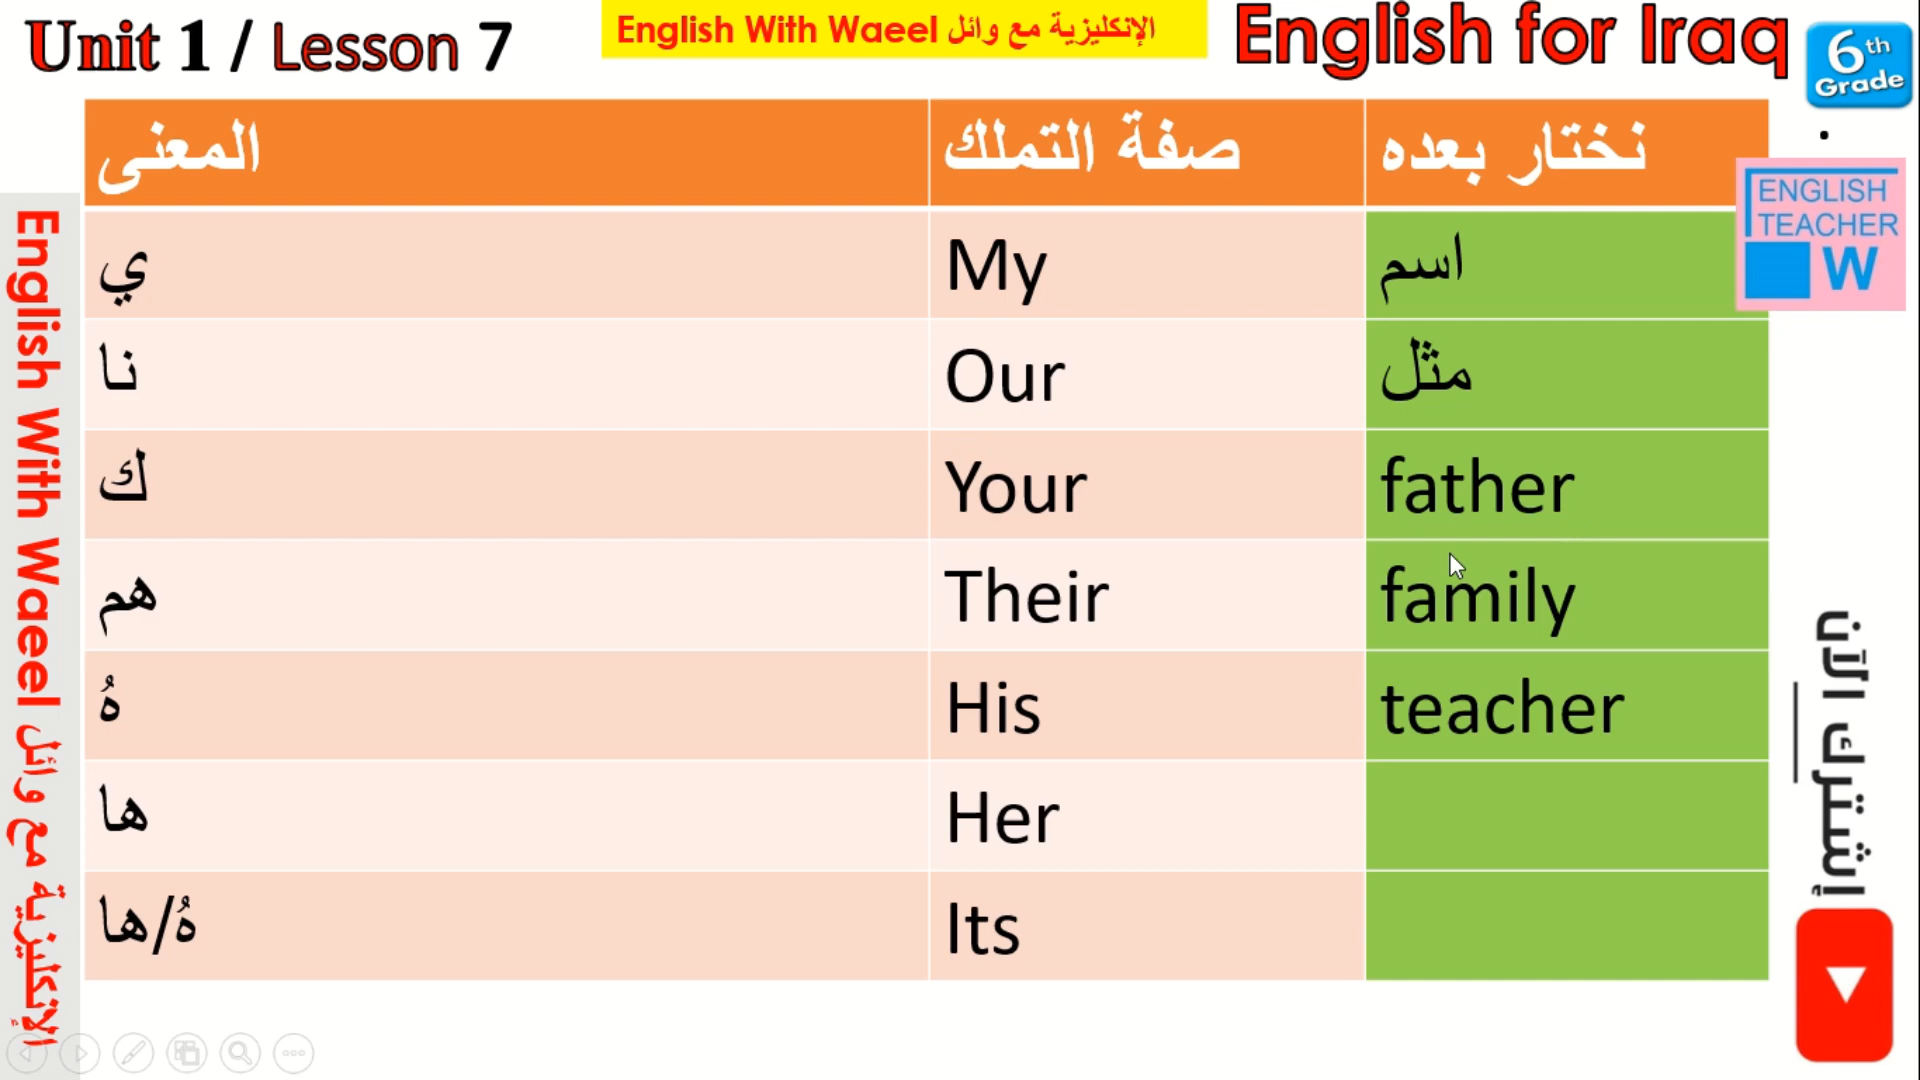 Unit 1 / Lesson 7
English With Waeel الإنكليزية مع وائل
English for Iraq
6th
Grade
المعنى صفة التملك نختار بعده
ENGLISH
TEACHER
W
ي My اسم
نا Our مثل
ك Your father
هم Their family
هُ His teacher
ها Her
هُ/ها Its
English With Waeel الإنكليزية مع وائل
إشترك الآن